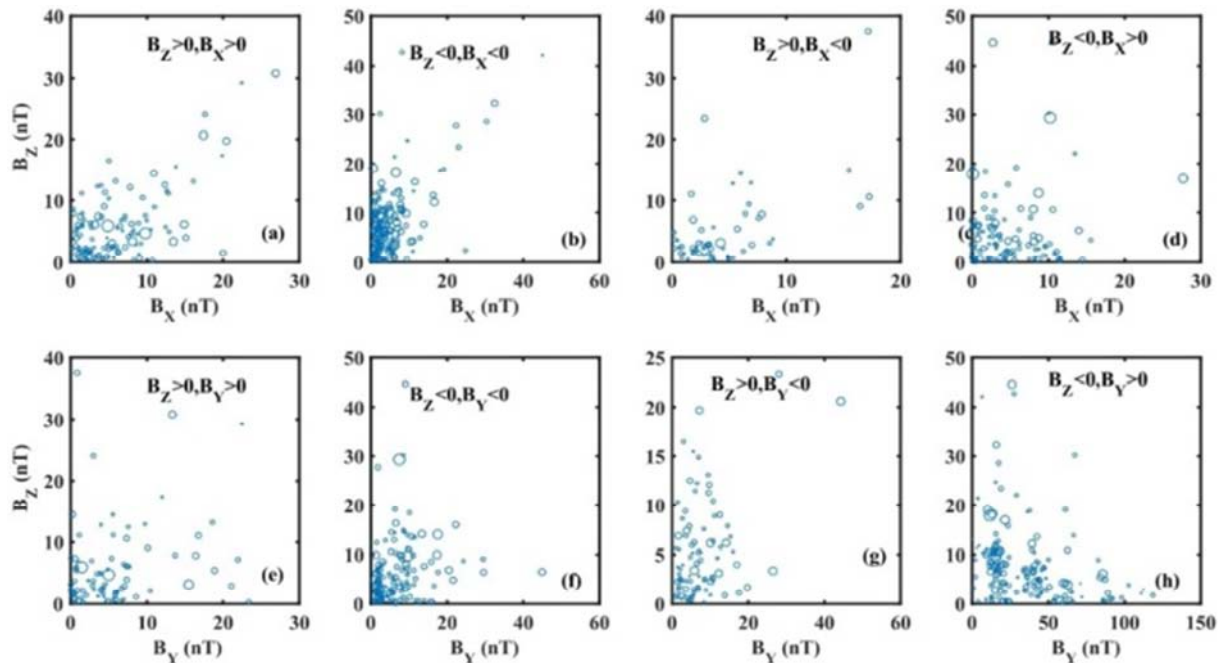 40
30
20
10
0
B_Z (nT)
B_Z>0,B_X>0
(a)
0 10 20 30
B_X (nT)
50
40
30
20
10
0
B_Z<0,B_X<0
(b)
0 20 40 60
B_X (nT)
40
30
20
10
0
B_Z>0,B_X<0
(c
0 10 20
B_X (nT)
50
40
30
20
10
0
B_Z<0,B_X>0
(d)
0 10 20 30
B_X (nT)
40
30
20
10
0
B_Z (nT)
B_Z>0,B_Y>0
(e)
0 10 20 30
B_Y (nT)
50
40
30
20
10
0
B_Z<0,B_Y<0
(f)
0 20 40 60
B_Y (nT)
25
20
15
10
5
0
B_Z>0,B_Y<0
(g)
0 20 40 60
B_Y (nT)
50
40
30
20
10
0
B_Z<0,B_Y>0
(h)
0 50 100 150
B_Y (nT)